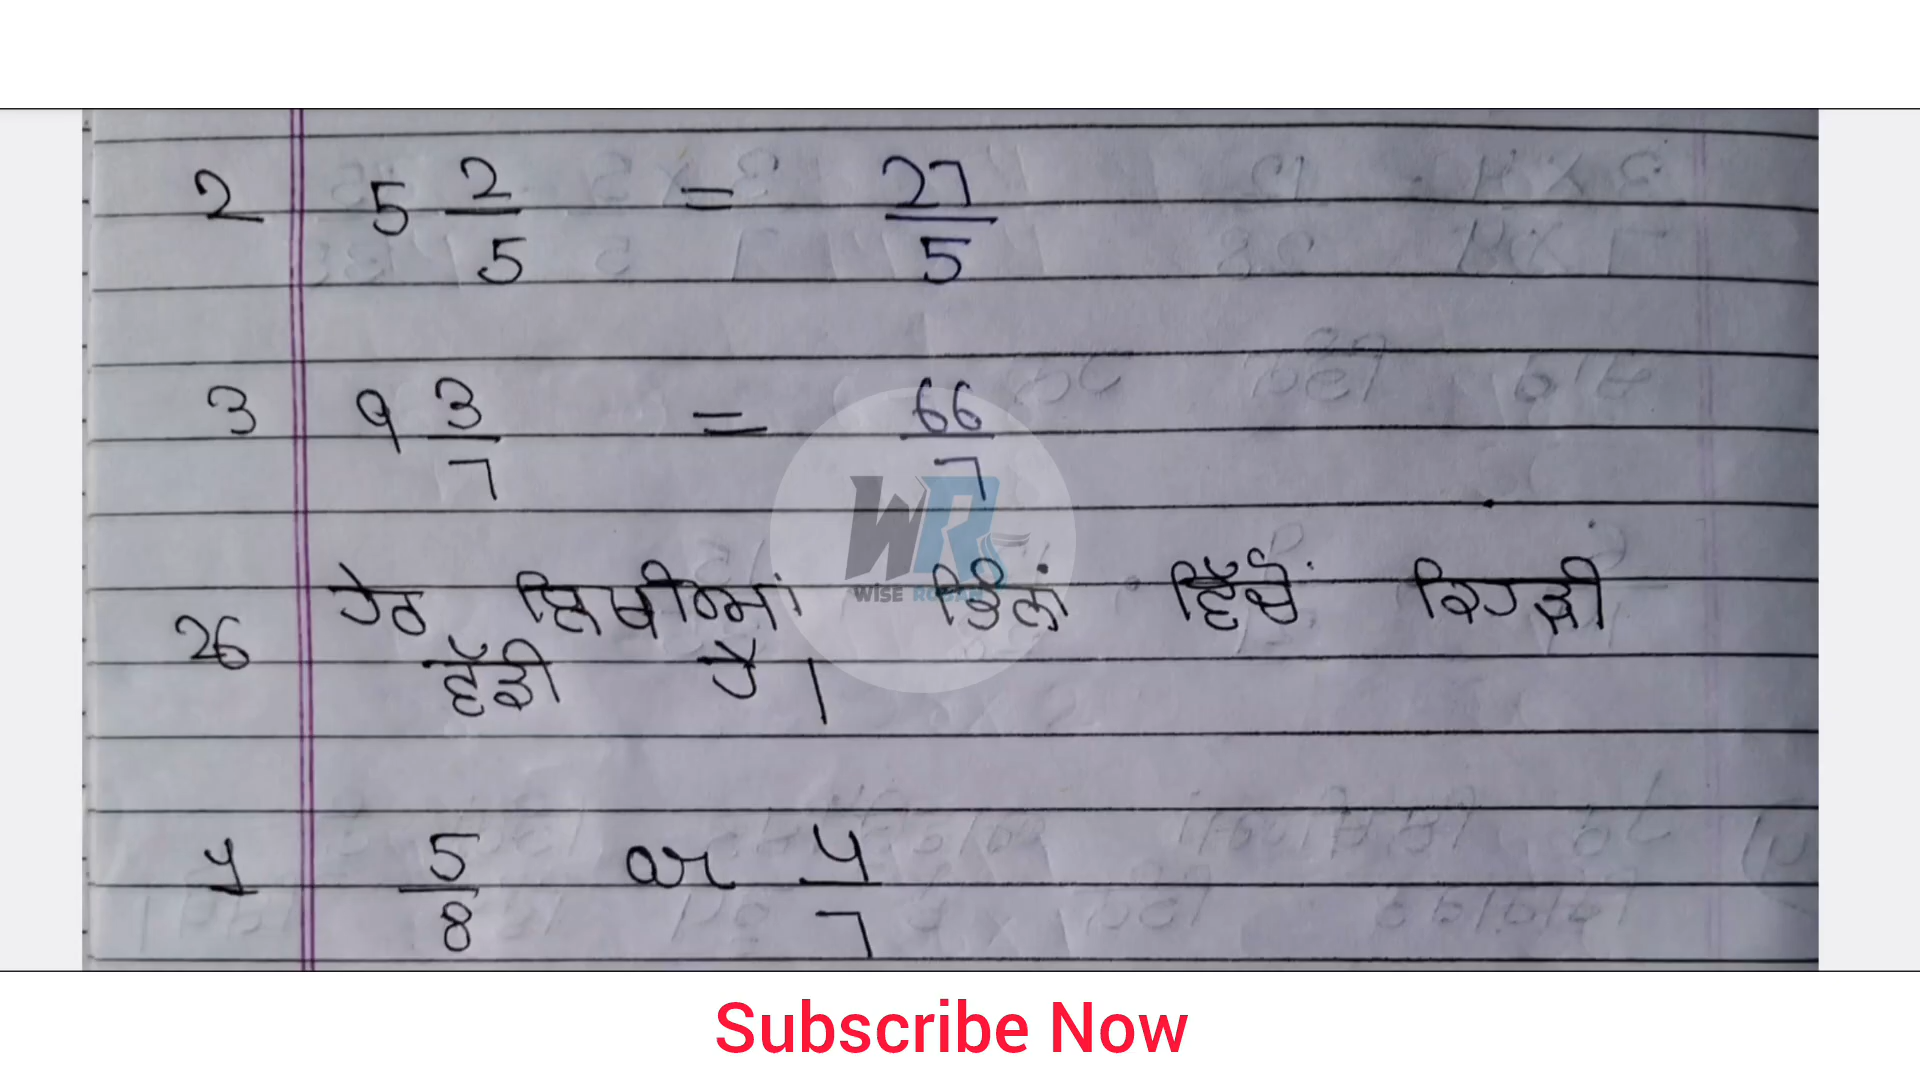 2 5 2/5 = 27/5
3 9 3/7 = 66/7
26 ਹੇਠ ਲਿਖੀਆਂ ਭਿੰਨਾਂ ਵਿੱਚੋਂ ਕਿਹੜੀ
ਵੱਡੀ ਹੈ।
1 5/8 or 4/7
WR
WISE
Subscribe Now